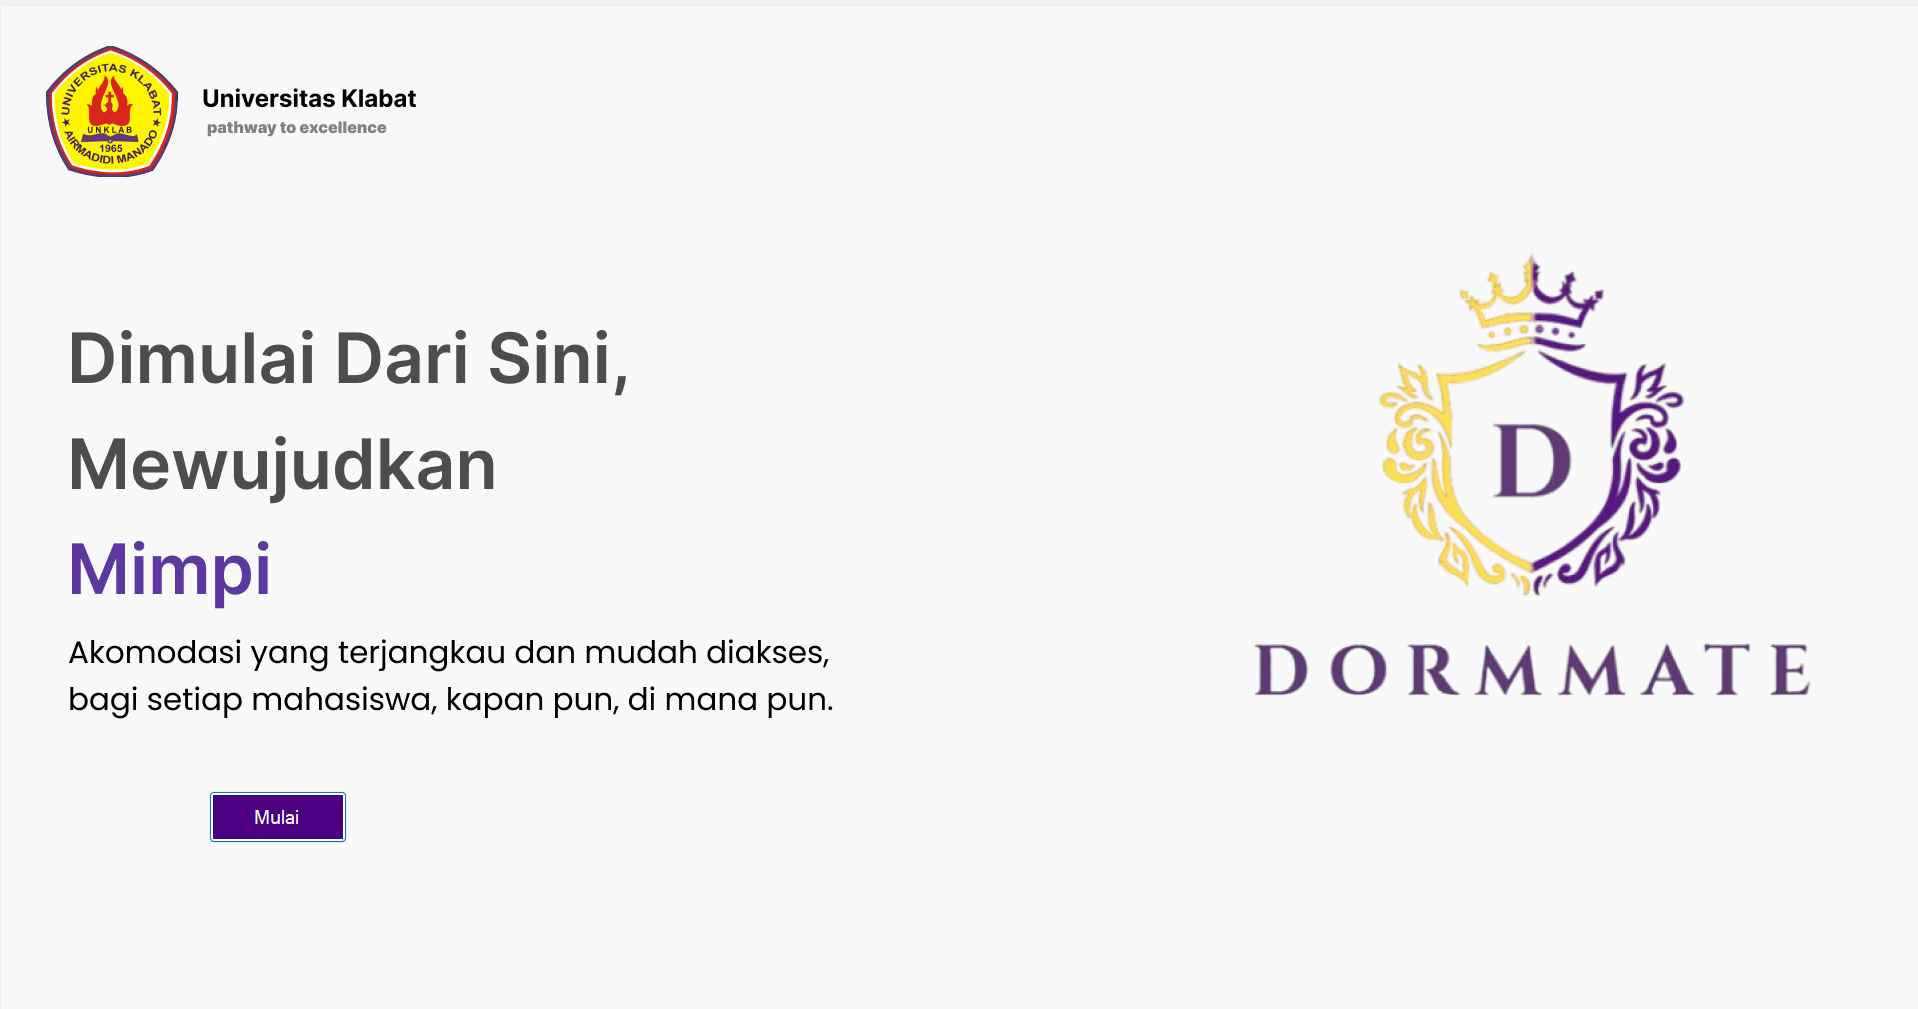 UNIVERSITAS KLABAT
UNKLAB
1965
AIRMADIDI MANADO
Universitas Klabat
pathway to excellence
Dimulai Dari Sini,
Mewujudkan
Mimpi
Akomodasi yang terjangkau dan mudah diakses,
bagi setiap mahasiswa, kapan pun, di mana pun.
Mulai
D
DORMMATE